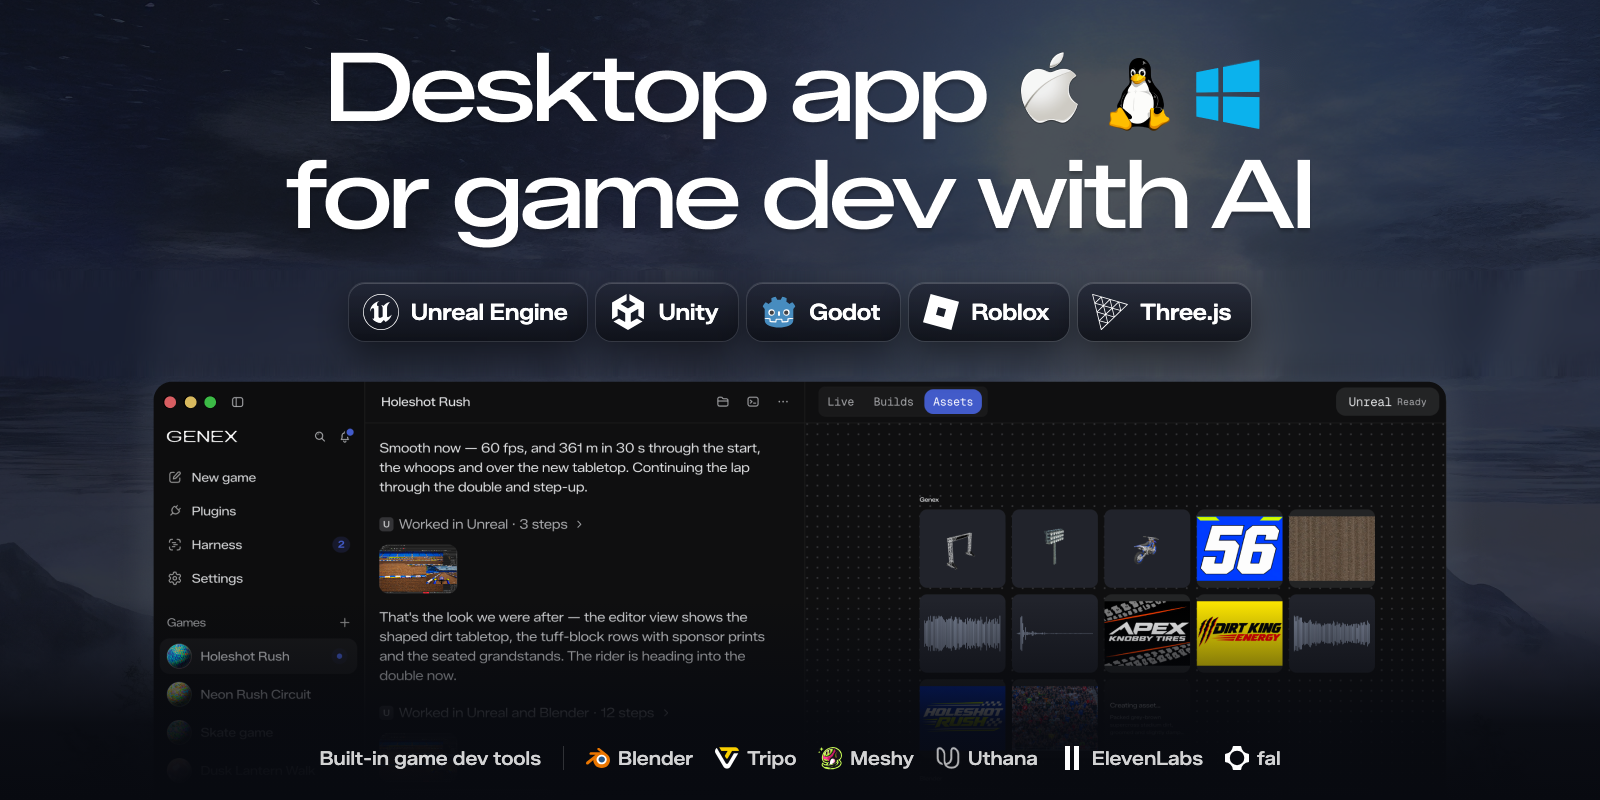 Desktop app
for game dev with AI
Unreal Engine
Unity
Godot
Roblox
Three.js
GENEX
New game
Plugins
Harness
2
Settings
Games
Holeshot Rush
Neon Rush Circuit
Skate game
Holeshot Rush
Smooth now — 60 fps, and 361 m in 30 s through the start,
the whoops and over the new tabletop. Continuing the lap
through the double and step-up.
U
Worked in Unreal · 3 steps
That's the look we were after — the editor view shows the
shaped dirt tabletop, the tuff-block rows with sponsor prints
and the seated grandstands. The rider is heading into the
double now.
U
Worked in Unreal and Blender · 12 steps
Live
Builds
Assets
Unreal Ready
Genex
56
APEX
KNOBBY TIRES
DIRT KING
ENERGY
HOLESHOT
RUSH
Creating asset...
Built-in game dev tools
Blender
Tripo
Meshy
Uthana
ElevenLabs
fal